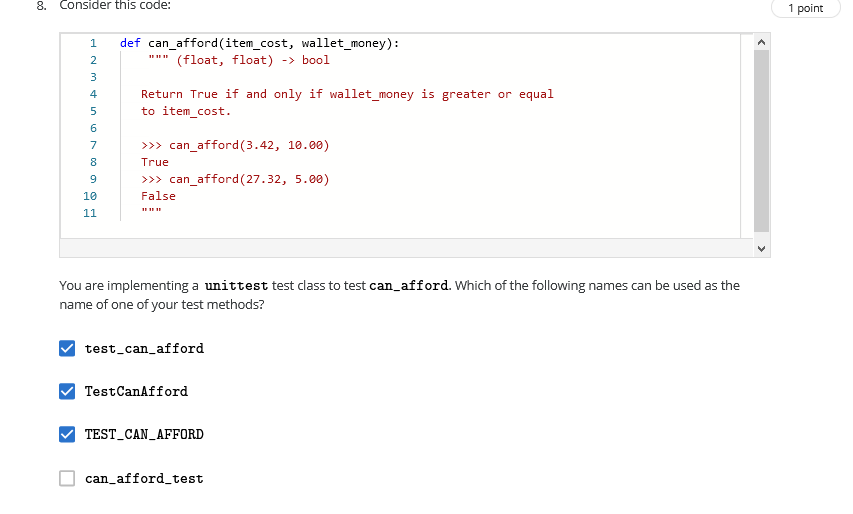 8. Consider this code:
1 point
1 def can_afford(item_cost, wallet_money):
2 """ (float, float) -> bool
3
4 Return True if and only if wallet_money is greater or equal
5 to item_cost.
6
7 >>> can_afford(3.42, 10.00)
8 True
9 >>> can_afford(27.32, 5.00)
10 False
11 """
You are implementing a unittest test class to test can_afford. Which of the following names can be used as the
name of one of your test methods?
test_can_afford
TestCanAfford
TEST_CAN_AFFORD
can_afford_test